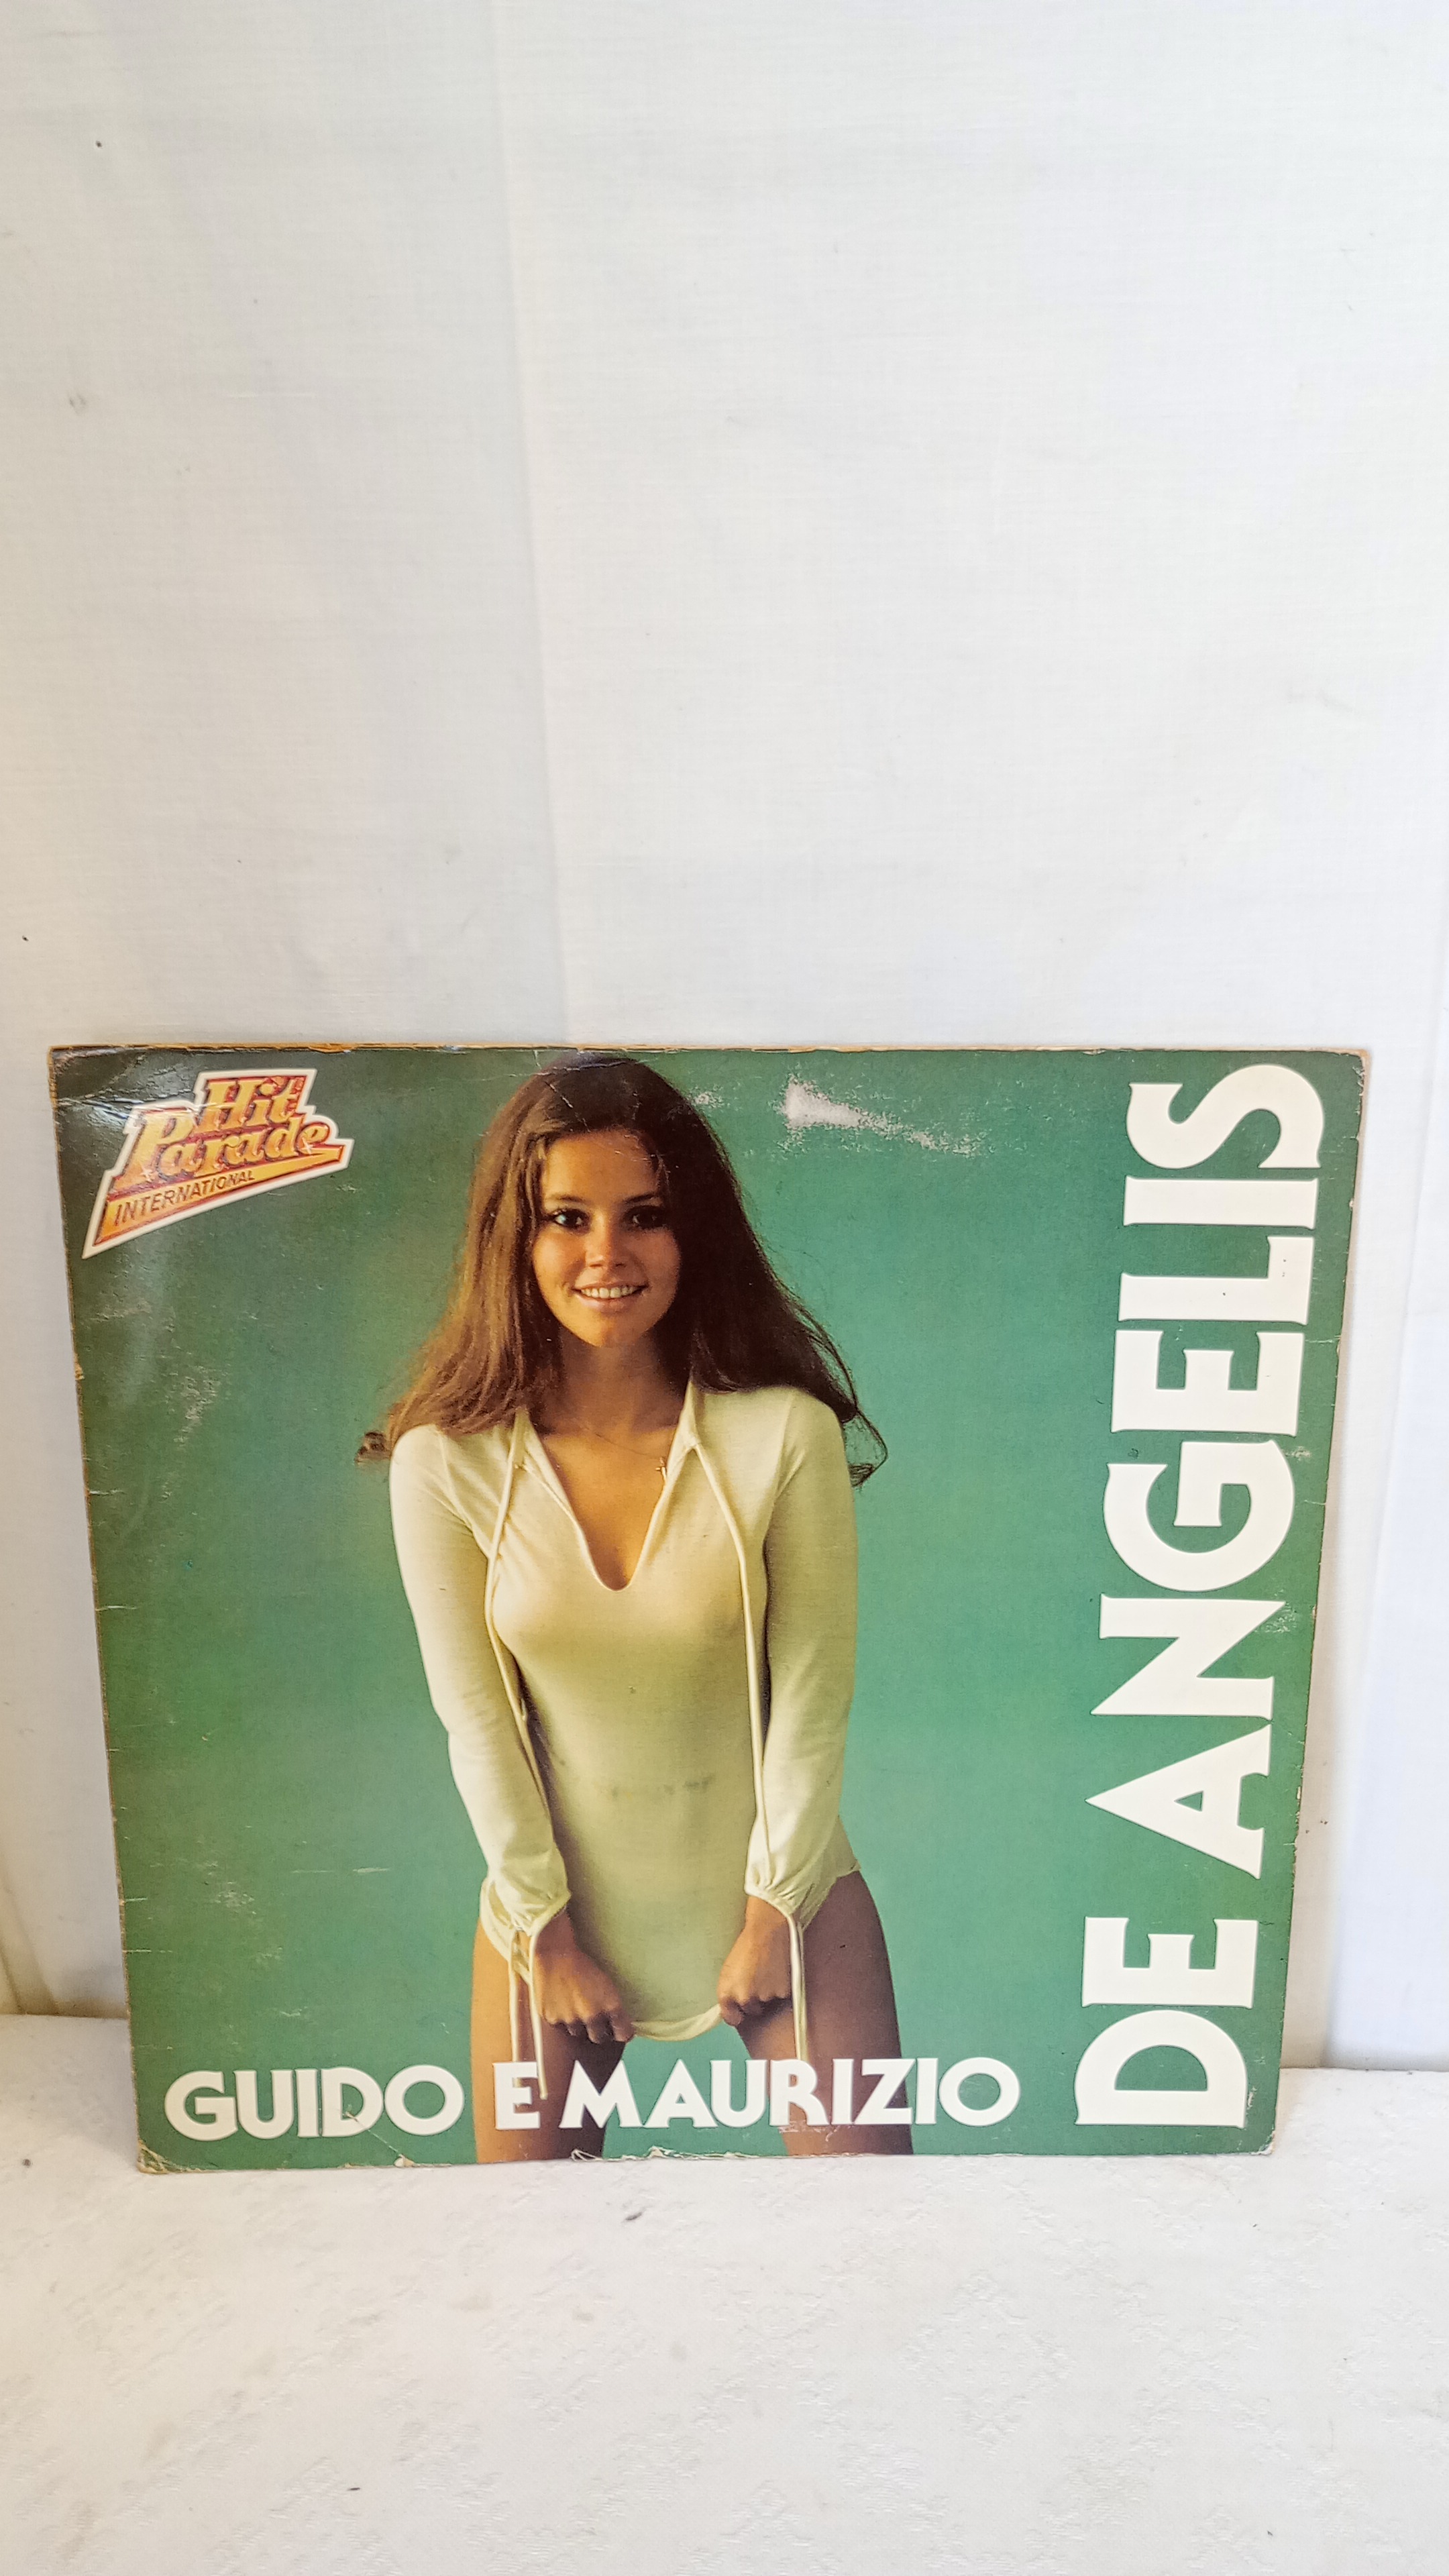 Hit
Parade
INTERNATIONAL
GUIDO E MAURIZIO
DE ANGELIS